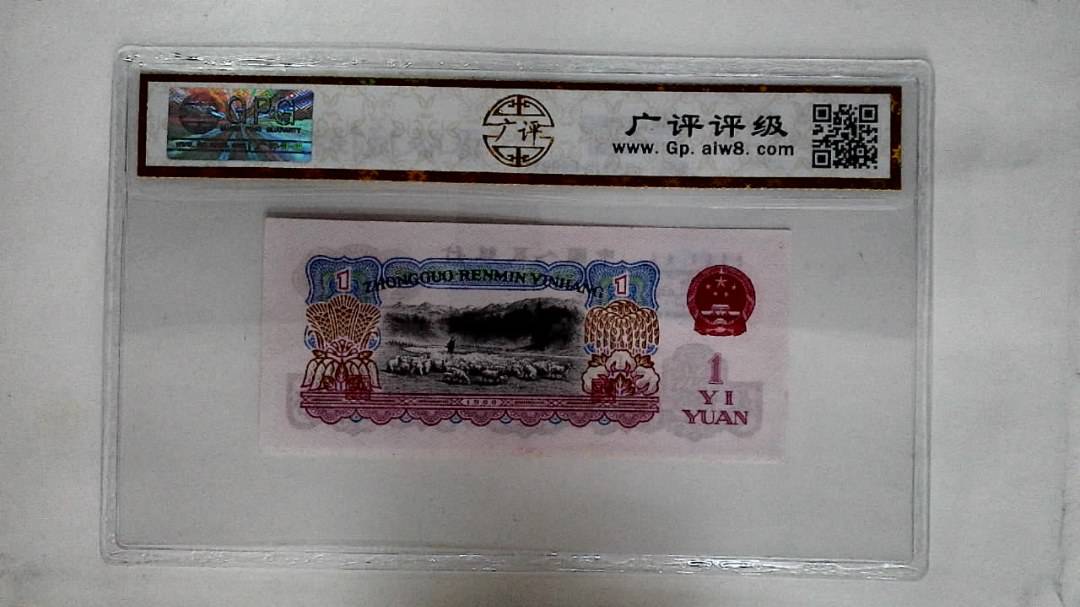 GPG
广评
广评评级
www.Gp.aiw8.com
1
ZHONGGUO RENMIN YINHANG
1
1960
1
YI
YUAN